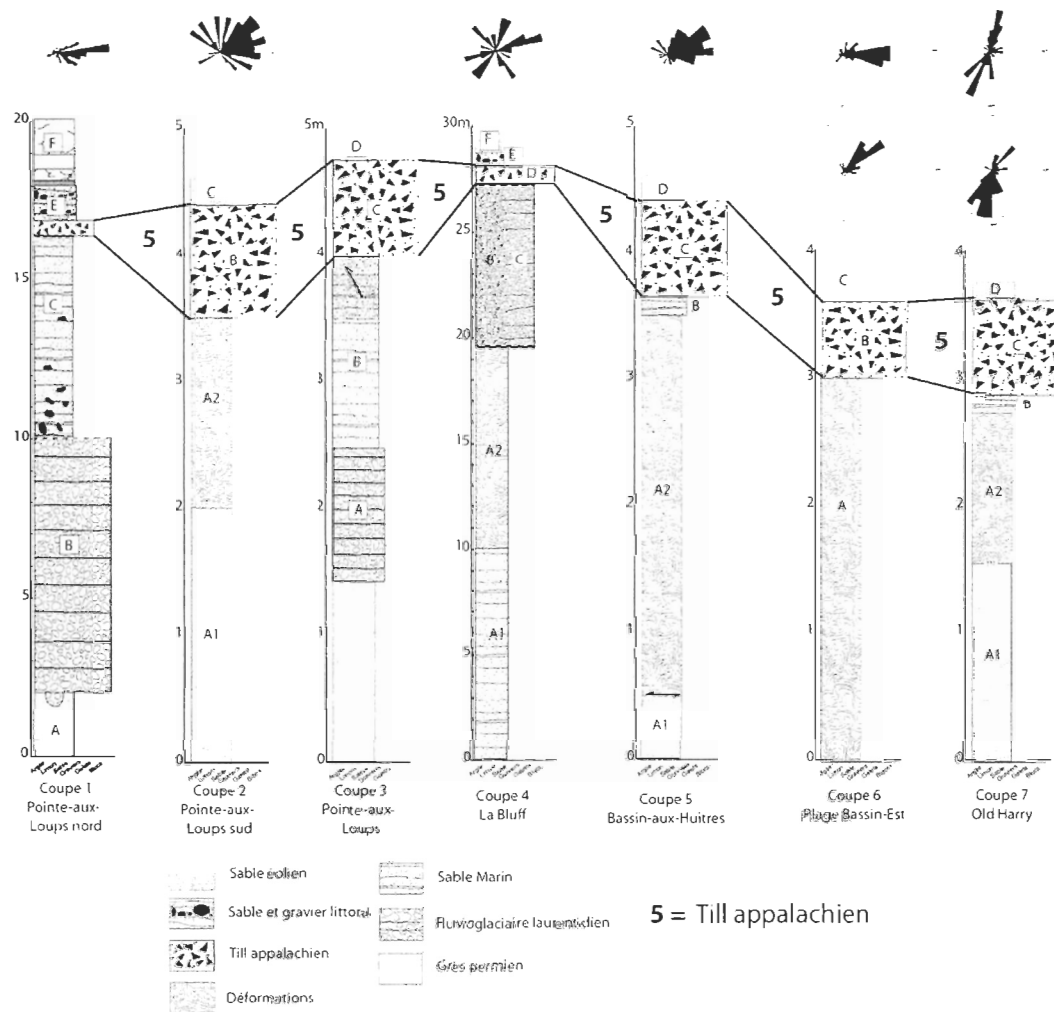 20
F
E
15
C
10
B
5
A
0
Coupe 1
Pointe-aux-
Loups nord
5
C
B
4
3
A2
2
1
A1
0
Coupe 2
Pointe-aux-
Loups sud
5m
D
C
4
3
B
2
A
1
0
Coupe 3
Pointe-aux-
Loups
30m
F
E
D
25
B
C
20
15
A2
10
5
A1
0
Coupe 4
La Bluff
5
D
4
C
B
3
A2
2
1
A1
0
Coupe 5
Bassin-aux-Huitres
4
C
B
3
2
A
1
0
Coupe 6
Plage Bassin-Est
4
D
C
3
B
A2
2
1
A1
0
Coupe 7
Old Harry
5
5
5
5
5
Sable éolien
Sable et gravier littoral
Till appalachien
Déformations
Sable Marin
Fluvioglaciaire laurentidien
Grès permien
5 = Till appalachien